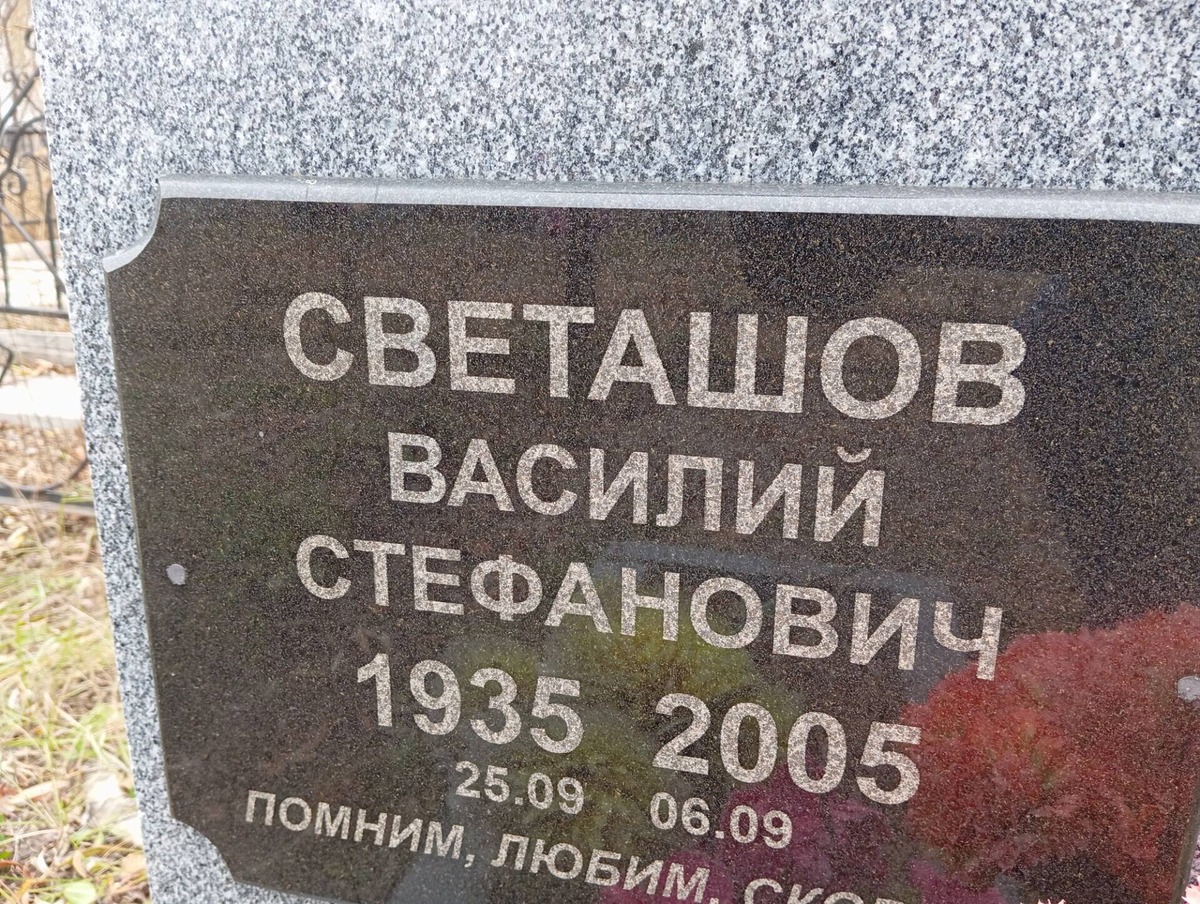 СВЕТАШОВ
ВАСИЛИЙ
СТЕФАНОВИЧ
1935 2005
25.09 06.09
ПОМНИМ, ЛЮБИМ,